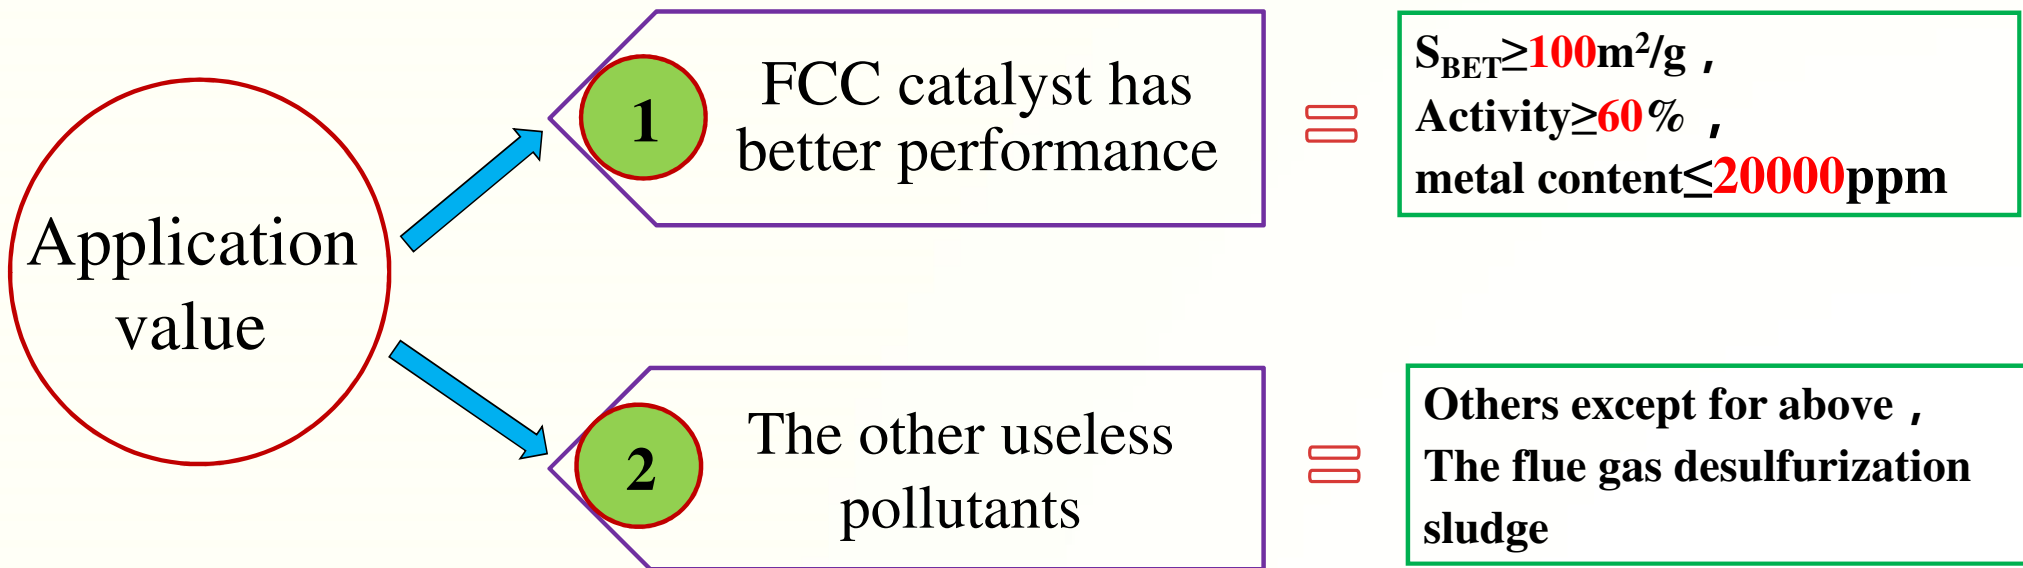 Application
value
1
FCC catalyst has
better performance
S_BET≥100m²/g，
Activity≥60%，
metal content≤20000ppm
2
The other useless
pollutants
Others except for above，
The flue gas desulfurization
sludge